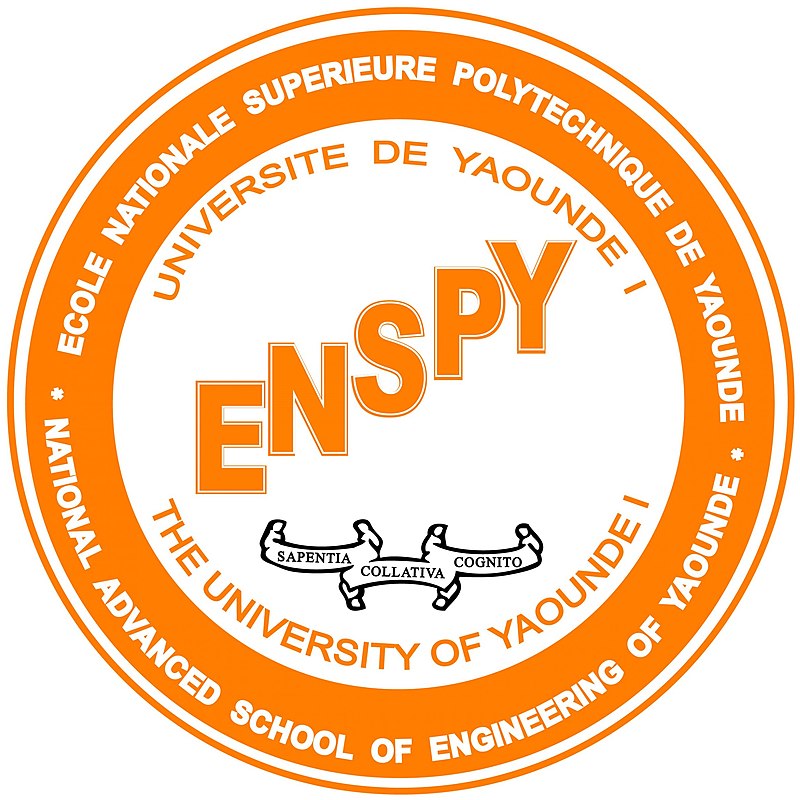 ECOLE NATIONALE SUPERIEURE POLYTECHNIQUE DE YAOUNDE
UNIVERSITE DE YAOUNDE I
ENSPY
SAPENTIA COLLATIVA COGNITO
THE UNIVERSITY OF YAOUNDE I
* NATIONAL ADVANCED SCHOOL OF ENGINEERING OF YAOUNDE *